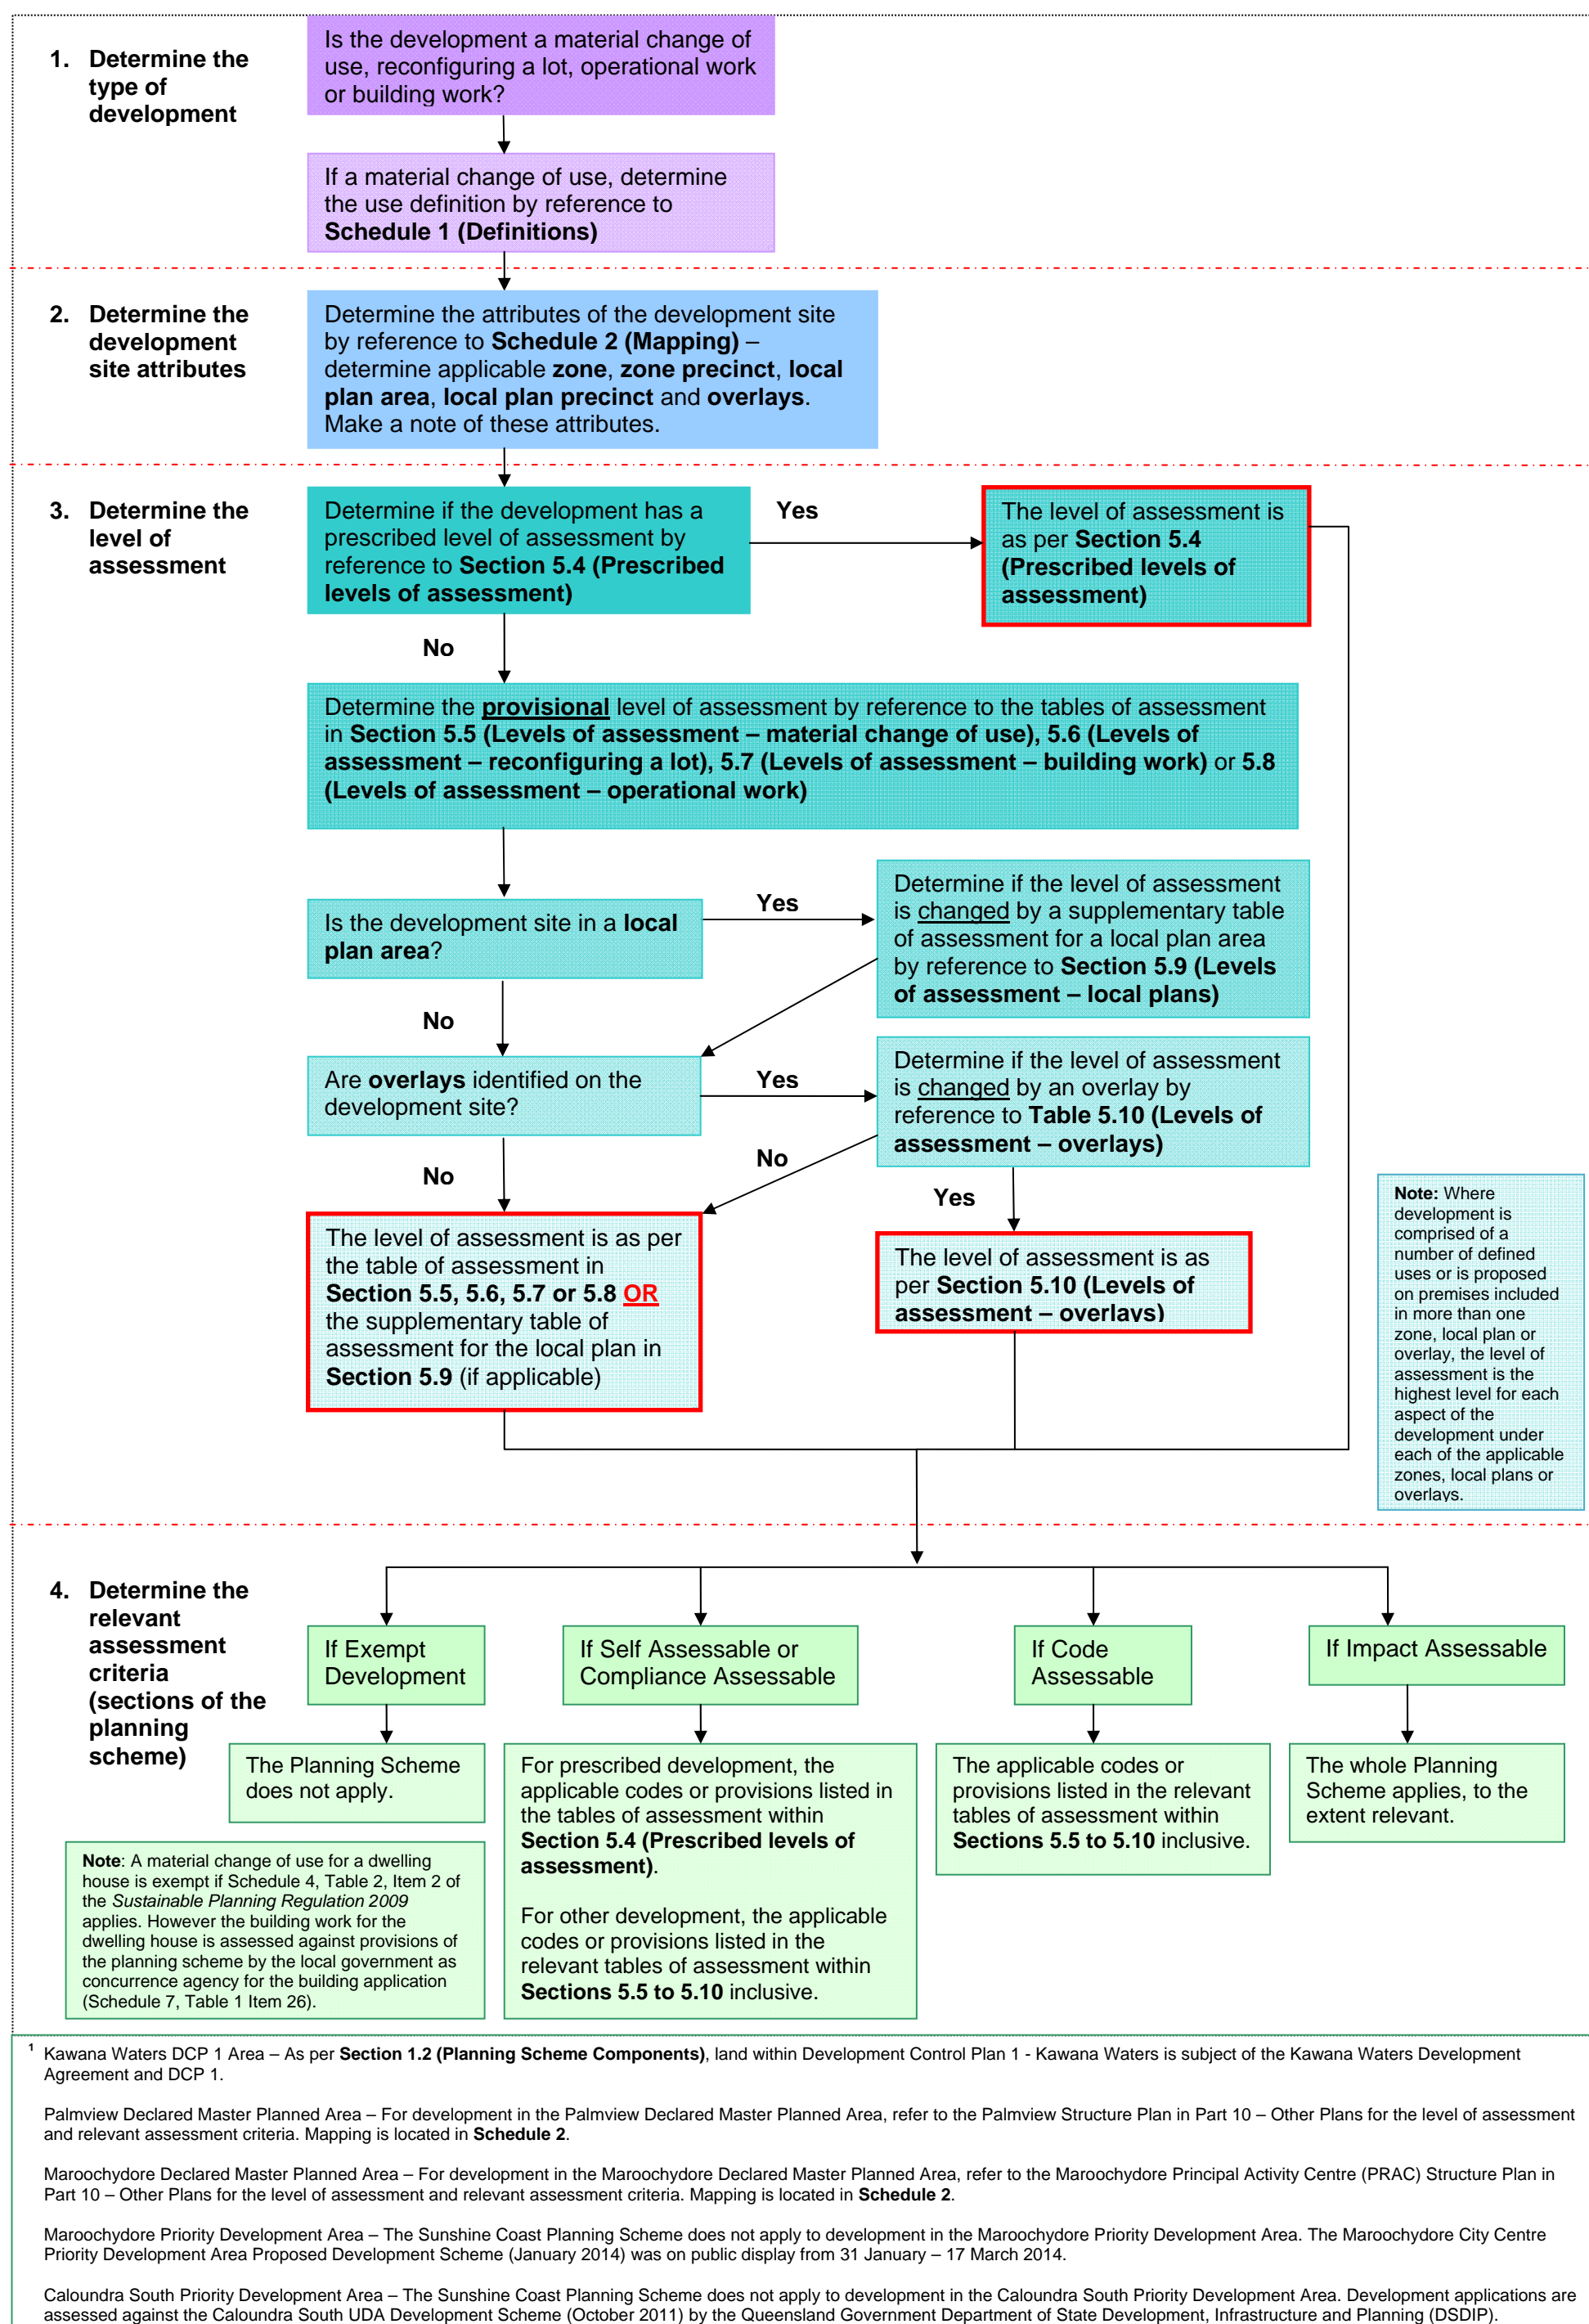 1. Determine the
type of
development
Is the development a material change of
use, reconfiguring a lot, operational work
or building work?
If a material change of use, determine
the use definition by reference to
Schedule 1 (Definitions)
2. Determine the
development
site attributes
Determine the attributes of the development site
by reference to Schedule 2 (Mapping) –
determine applicable zone, zone precinct, local
plan area, local plan precinct and overlays.
Make a note of these attributes.
3. Determine the
level of
assessment
Determine if the development has a
prescribed level of assessment by
reference to Section 5.4 (Prescribed
levels of assessment)
Yes
The level of assessment is
as per Section 5.4
(Prescribed levels of
assessment)
No
Determine the provisional level of assessment by reference to the tables of assessment
in Section 5.5 (Levels of assessment – material change of use), 5.6 (Levels of
assessment – reconfiguring a lot), 5.7 (Levels of assessment – building work) or 5.8
(Levels of assessment – operational work)
Is the development site in a local
plan area?
Yes
Determine if the level of assessment
is changed by a supplementary table
of assessment for a local plan area
by reference to Section 5.9 (Levels
of assessment – local plans)
No
Are overlays identified on the
development site?
Yes
Determine if the level of assessment
is changed by an overlay by
reference to Table 5.10 (Levels of
assessment – overlays)
No
No
Yes
The level of assessment is as per
the table of assessment in
Section 5.5, 5.6, 5.7 or 5.8 OR
the supplementary table of
assessment for the local plan in
Section 5.9 (if applicable)
The level of assessment is as
per Section 5.10 (Levels of
assessment – overlays)
Note: Where
development is
comprised of a
number of defined
uses or is proposed
on premises included
in more than one
zone, local plan or
overlay, the level of
assessment is the
highest level for each
aspect of the
development under
each of the applicable
zones, local plans or
overlays.
4. Determine the
relevant
assessment
criteria
(sections of the
planning
scheme)
If Exempt
Development
If Self Assessable or
Compliance Assessable
If Code
Assessable
If Impact Assessable
The Planning Scheme
does not apply.
For prescribed development, the
applicable codes or provisions listed in
the tables of assessment within
Section 5.4 (Prescribed levels of
assessment).
For other development, the applicable
codes or provisions listed in the
relevant tables of assessment within
Sections 5.5 to 5.10 inclusive.
The applicable codes or
provisions listed in the relevant
tables of assessment within
Sections 5.5 to 5.10 inclusive.
The whole Planning
Scheme applies, to the
extent relevant.
Note: A material change of use for a dwelling
house is exempt if Schedule 4, Table 2, Item 2 of
the Sustainable Planning Regulation 2009
applies. However the building work for the
dwelling house is assessed against provisions of
the planning scheme by the local government as
concurrence agency for the building application
(Schedule 7, Table 1 Item 26).
1 Kawana Waters DCP 1 Area – As per Section 1.2 (Planning Scheme Components), land within Development Control Plan 1 - Kawana Waters is subject of the Kawana Waters Development
Agreement and DCP 1.
Palmview Declared Master Planned Area – For development in the Palmview Declared Master Planned Area, refer to the Palmview Structure Plan in Part 10 – Other Plans for the level of assessment
and relevant assessment criteria. Mapping is located in Schedule 2.
Maroochydore Declared Master Planned Area – For development in the Maroochydore Declared Master Planned Area, refer to the Maroochydore Principal Activity Centre (PRAC) Structure Plan in
Part 10 – Other Plans for the level of assessment and relevant assessment criteria. Mapping is located in Schedule 2.
Maroochydore Priority Development Area – The Sunshine Coast Planning Scheme does not apply to development in the Maroochydore Priority Development Area. The Maroochydore City Centre
Priority Development Area Proposed Development Scheme (January 2014) was on public display from 31 January – 17 March 2014.
Caloundra South Priority Development Area – The Sunshine Coast Planning Scheme does not apply to development in the Caloundra South Priority Development Area. Development applications are
assessed against the Caloundra South UDA Development Scheme (October 2011) by the Queensland Government Department of State Development, Infrastructure and Planning (DSDIP).